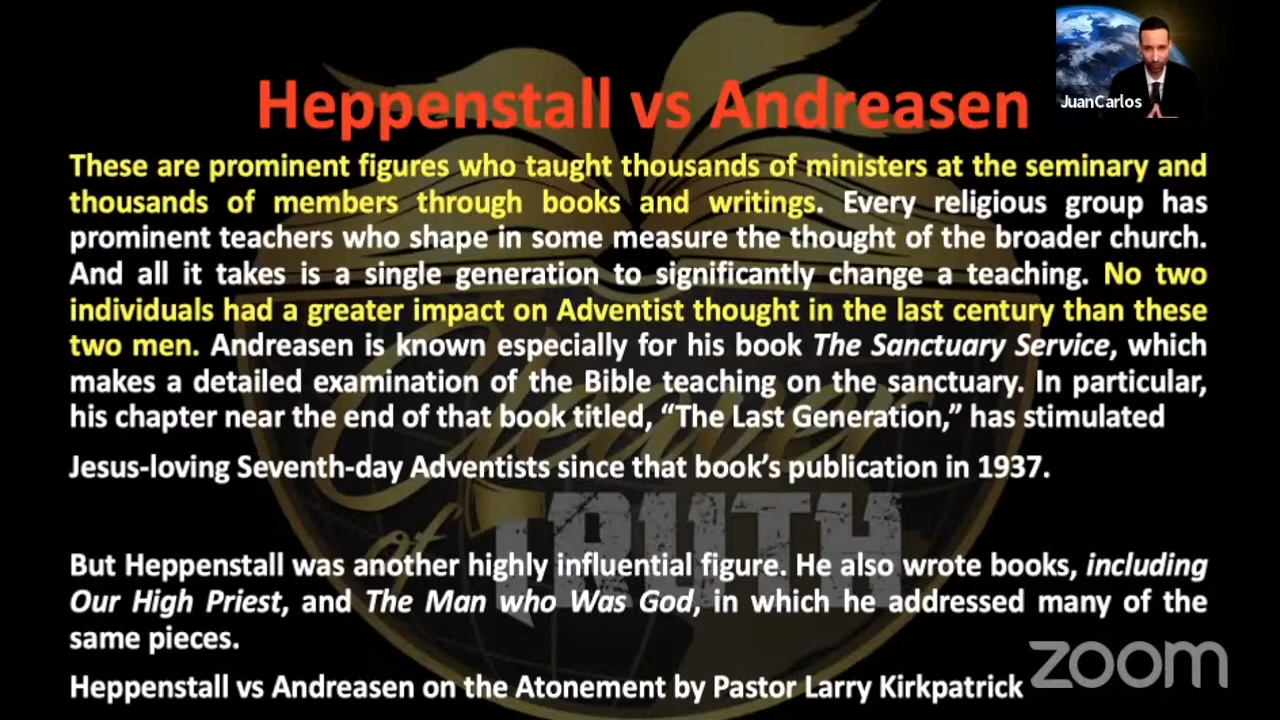 Heppenstall vs Andreasen
JuanCarlos
These are prominent figures who taught thousands of ministers at the seminary and
thousands of members through books and writings. Every religious group has
prominent teachers who shape in some measure the thought of the broader church.
And all it takes is a single generation to significantly change a teaching. No two
individuals had a greater impact on Adventist thought in the last century than these
two men. Andreasen is known especially for his book The Sanctuary Service, which
makes a detailed examination of the Bible teaching on the sanctuary. In particular,
his chapter near the end of that book titled, “The Last Generation,” has stimulated
Jesus-loving Seventh-day Adventists since that book’s publication in 1937.
But Heppenstall was another highly influential figure. He also wrote books, including
Our High Priest, and The Man who Was God, in which he addressed many of the
same pieces.
Heppenstall vs Andreasen on the Atonement by Pastor Larry Kirkpatrick
zoom
Cleaver
of TRUTH